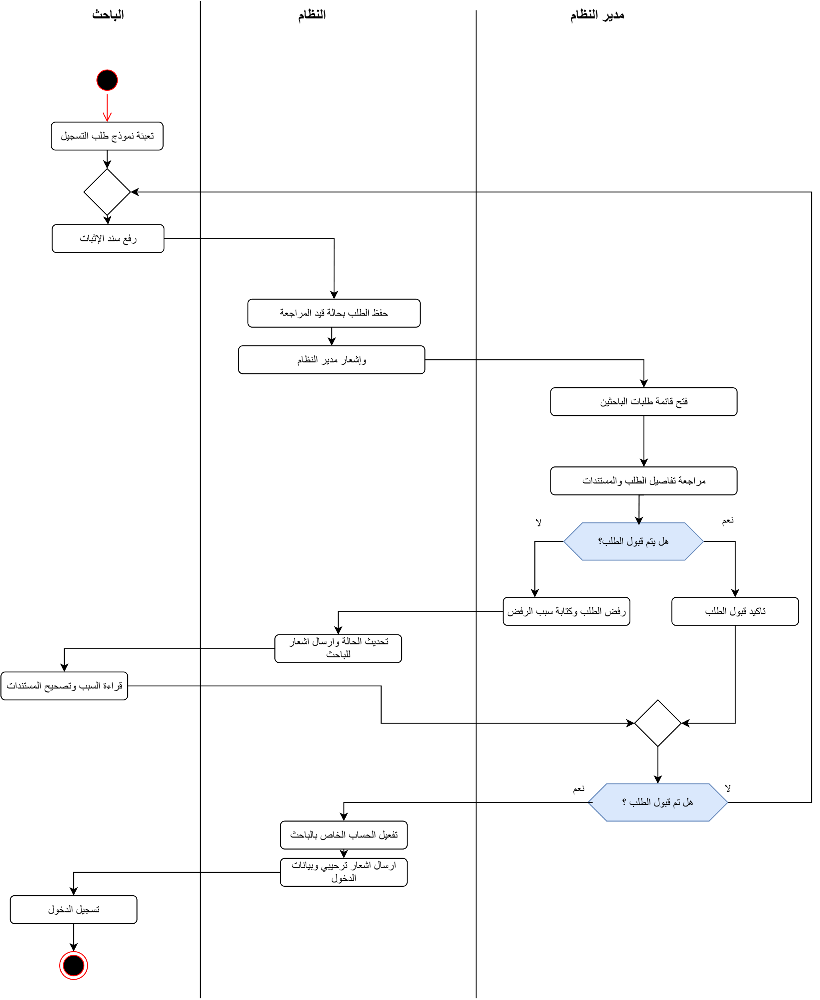 الباحث
النظام
مدير النظام
تعبئة نموذج طلب التسجيل
رفع سند الإثبات
حفظ الطلب بحالة قيد المراجعة
وإشعار مدير النظام
فتح قائمة طلبات الباحثين
مراجعة تفاصيل الطلب والمستندات
لا
نعم
هل يتم قبول الطلب؟
رفض الطلب وكتابة سبب الرفض
تاكيد قبول الطلب
تحديث الحالة وارسال اشعار
للباحث
قراءة السبب وتصحيح المستندات
نعم
لا
هل تم قبول الطلب ؟
تفعيل الحساب الخاص بالباحث
ارسال اشعار ترحيبي وبيانات
الدخول
تسجيل الدخول